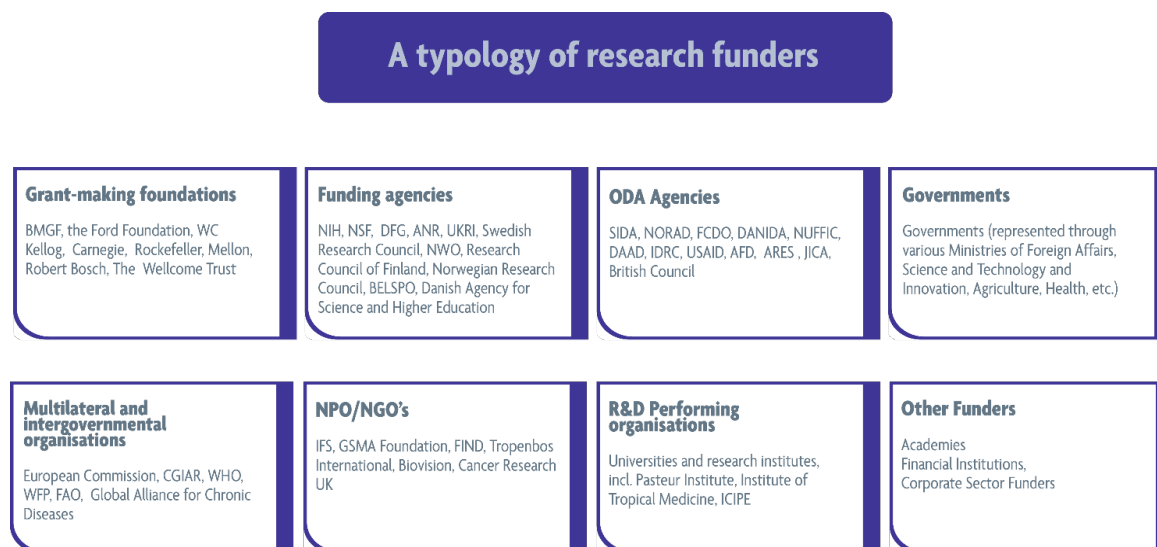 A typology of research funders
Grant-making foundations
BMGF, the Ford Foundation, WC
Kellog, Carnegie, Rockefeller, Mellon,
Robert Bosch, The Wellcome Trust
Funding agencies
NIH, NSF, DFG, ANR, UKRI, Swedish
Research Council, NWO, Research
Council of Finland, Norwegian Research
Council, BELSPO, Danish Agency for
Science and Higher Education
ODA Agencies
SIDA, NORAD, FCDO, DANIDA, NUFFIC,
DAAD, IDRC, USAID, AFD, ARES , JICA,
British Council
Governments
Governments (represented through
various Ministries of Foreign Affairs,
Science and Technology and
Innovation, Agriculture, Health, etc.)
Multilateral and
intergovernmental
organisations
European Commission, CGIAR, WHO,
WFP, FAO, Global Alliance for Chronic
Diseases
NPO/NGO's
IFS, GSMA Foundation, FIND, Tropenbos
International, Biovision, Cancer Research
UK
R&D Performing
organisations
Universities and research institutes,
incl. Pasteur Institute, Institute of
Tropical Medicine, ICIPE
Other Funders
Academies
Financial Institutions,
Corporate Sector Funders